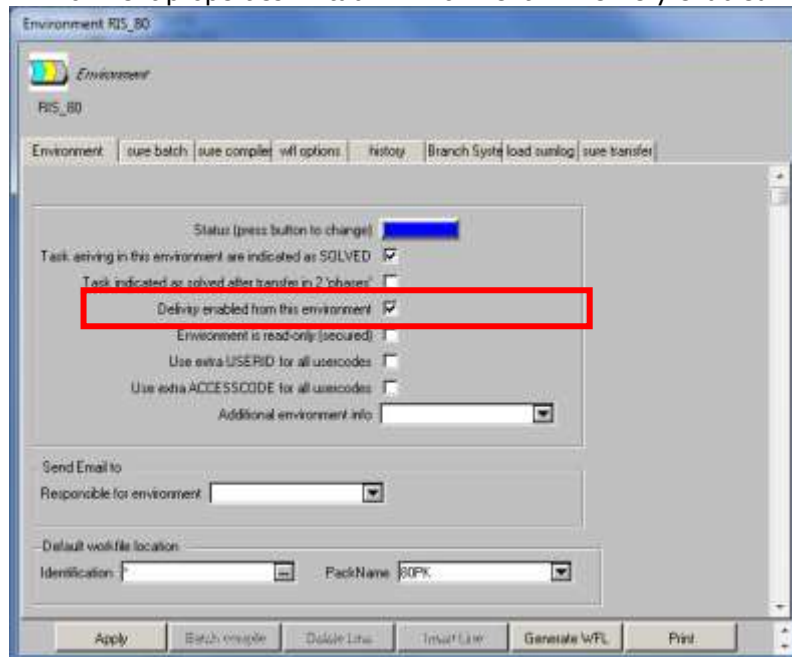 Environment RIS_80
Environment
RIS_80
Environment sure batch sure compiler wfl options history Branch Syste load sumlog sure transfer
Status (press button to change)
Task arriving in this environment are indicated as SOLVED
Task indicated as solved after transfer in 2 'phases'
Delivity enabled from this environment
Environment is read-only (secured)
Use extra USERID for all usercodes
Use extra ACCESSCODE for all usercodes
Additional environment info
Send Email to
Responsible for environment
Default workfile location
Identification * ... PackName 80PK
Apply Batch compile Delete Line Insert Line Generate WFL Print